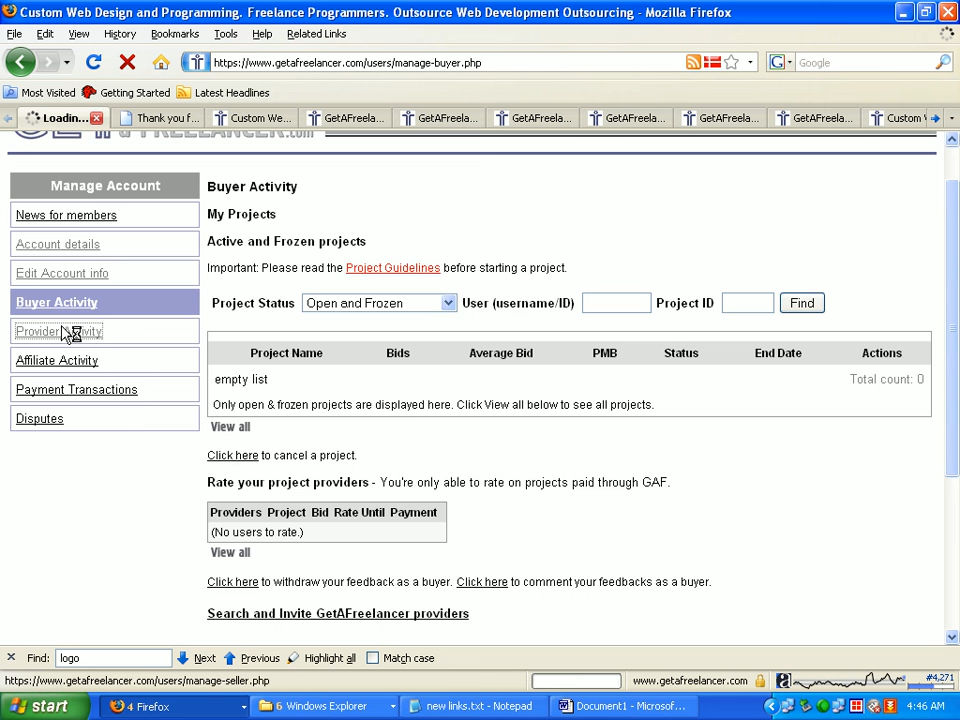 Custom Web Design and Programming. Freelance Programmers. Outsource Web Development Outsourcing - Mozilla Firefox
File Edit View History Bookmarks Tools Help Related Links
https://www.getafreelancer.com/users/manage-buyer.php
Google
Most Visited Getting Started Latest Headlines
Loadin... Thank you f... Custom We... GetAFreela... GetAFreela... GetAFreela... GetAFreela... GetAFreela... GetAFreela... Custom
Manage Account
News for members
Account details
Edit Account info
Buyer Activity
Provider Activity
Affiliate Activity
Payment Transactions
Disputes
Buyer Activity
My Projects
Active and Frozen projects
Important: Please read the Project Guidelines before starting a project.
Project Status Open and Frozen User (username/ID) Project ID Find
Project Name Bids Average Bid PMB Status End Date Actions
empty list Total count: 0
Only open & frozen projects are displayed here. Click View all below to see all projects.
View all
Click here to cancel a project.
Rate your project providers - You're only able to rate on projects paid through GAF.
Providers Project Bid Rate Until Payment
(No users to rate.)
View all
Click here to withdraw your feedback as a buyer. Click here to comment your feedbacks as a buyer.
Search and Invite GetAFreelancer providers
Find: logo Next Previous Highlight all Match case
https://www.getafreelancer.com/users/manage-seller.php www.getafreelancer.com #4,271
start 4 Firefox 6 Windows Explorer new links.txt - Notepad Document1 - Microsof... 4:46 AM